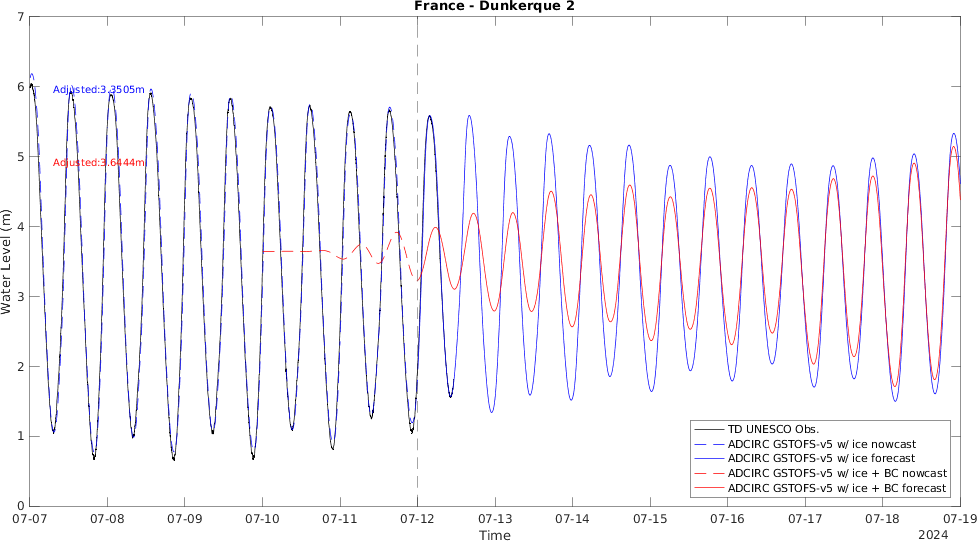 France - Dunkerque 2
7
6
5
4
3
2
1
0
Water Level (m)
Adjusted:3.3505m
Adjusted:3.6444m
TD UNESCO Obs.
ADCIRC GSTOFS-v5 w/ ice nowcast
ADCIRC GSTOFS-v5 w/ ice forecast
ADCIRC GSTOFS-v5 w/ ice + BC nowcast
ADCIRC GSTOFS-v5 w/ ice + BC forecast
07-07 07-08 07-09 07-10 07-11 07-12 07-13 07-14 07-15 07-16 07-17 07-18 07-19
Time
2024